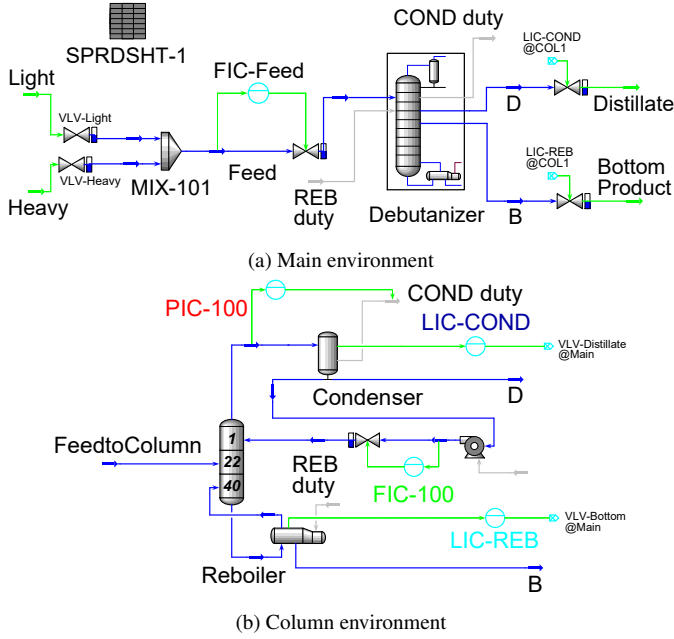 SPRDSHT-1
COND duty
LIC-COND
@COL1
Light
FIC-Feed
D
Distillate
VLV-Light
MIX-101
Feed
LIC-REB
@COL1
VLV-Heavy
Heavy
REB
duty
Debutanizer
B
Bottom
Product
(a) Main environment
PIC-100
COND duty
LIC-COND
VLV-Distillate
@Main
Condenser
D
FeedtoColumn
1
22
40
REB
duty
FIC-100
VLV-Bottom
@Main
LIC-REB
Reboiler
B
(b) Column environment